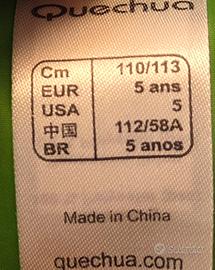 Quechua
Cm 110/113
EUR 5 ans
USA 5
中国 112/58A
BR 5 anos
Made in China
quechua.com